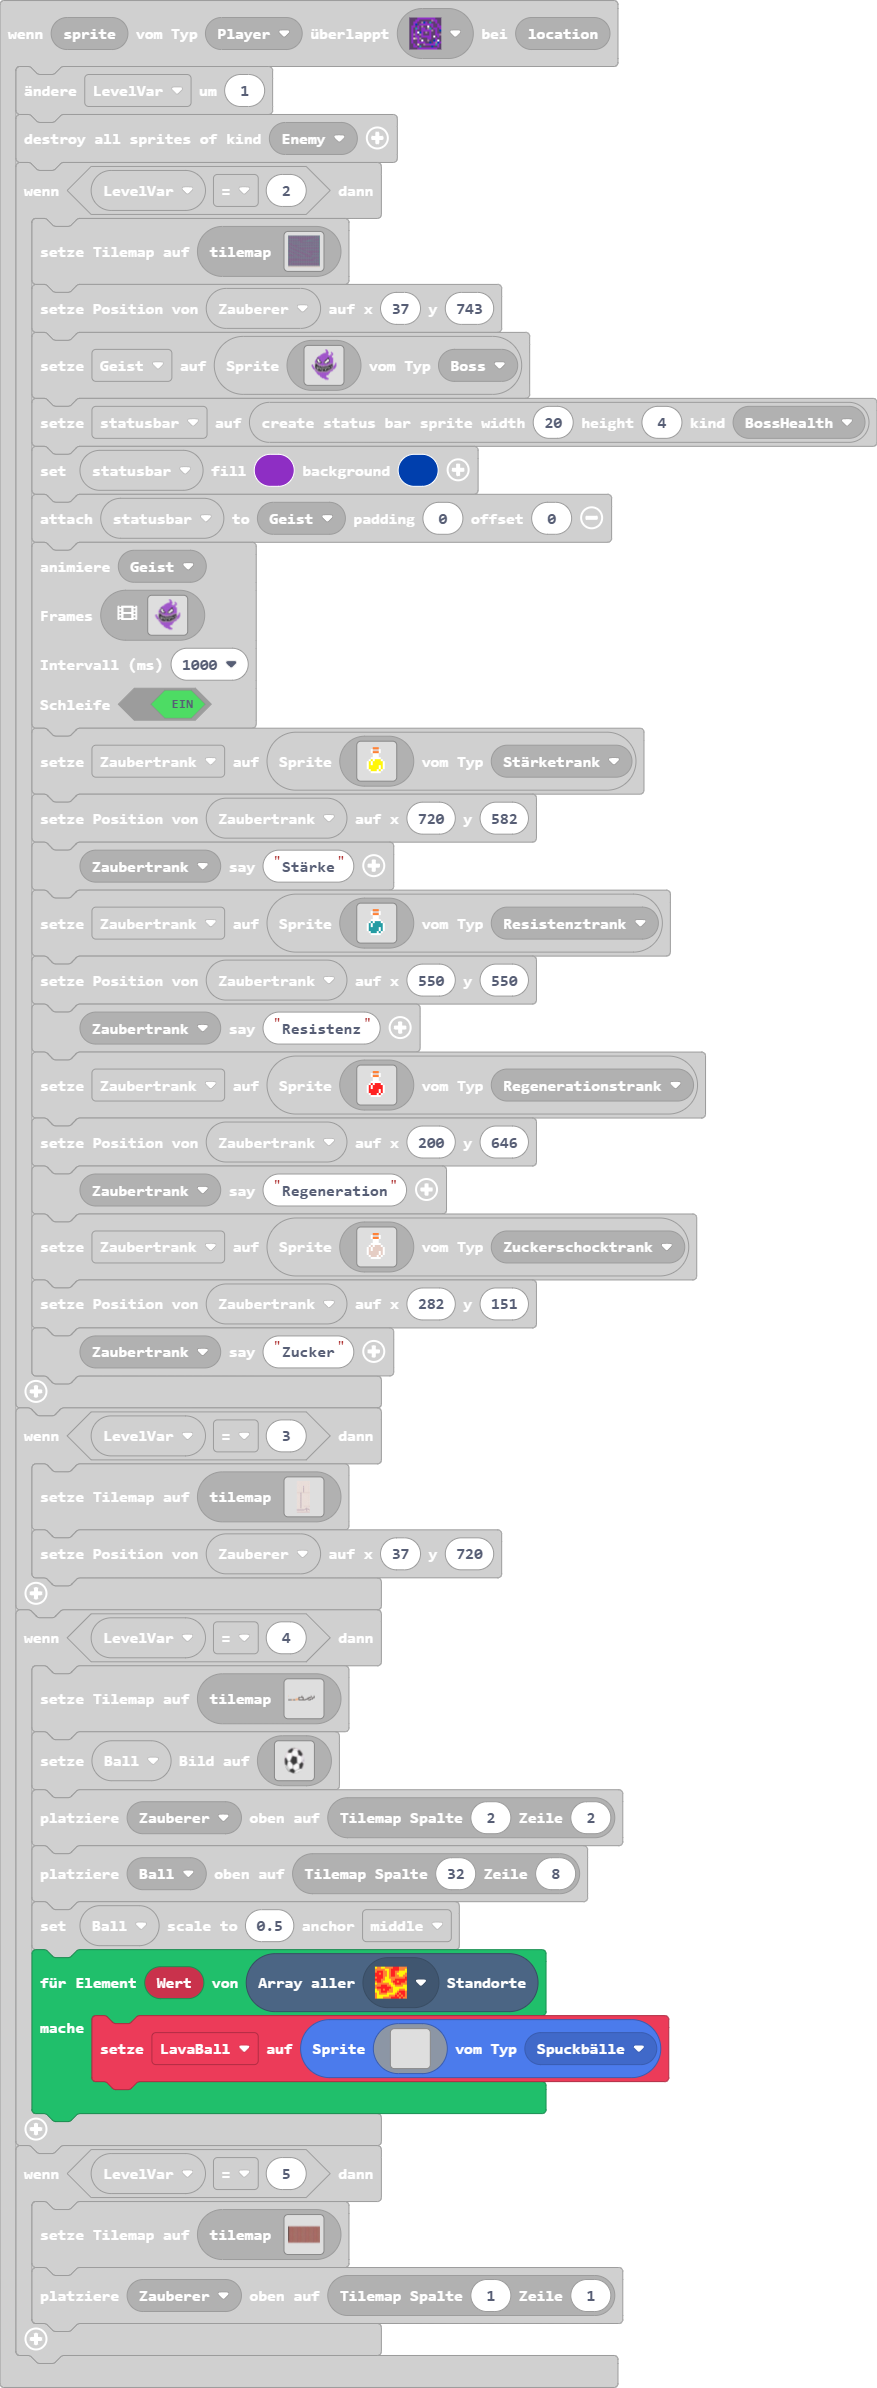 wenn sprite vom Typ Player überlappt bei location
ändere LevelVar um 1
destroy all sprites of kind Enemy
wenn LevelVar = 2 dann
setze Tilemap auf tilemap
setze Position von Zauberer auf x 37 y 743
setze Geist auf Sprite vom Typ Boss
setze statusbar auf create status bar sprite width 20 height 4 kind BossHealth
set statusbar fill background
attach statusbar to Geist padding 0 offset 0
animiere Geist
Frames
Intervall (ms) 1000
Schleife EIN
setze Zaubertrank auf Sprite vom Typ Stärketrank
setze Position von Zaubertrank auf x 720 y 582
Zaubertrank say "Stärke"
setze Zaubertrank auf Sprite vom Typ Resistenztrank
setze Position von Zaubertrank auf x 550 y 550
Zaubertrank say "Resistenz"
setze Zaubertrank auf Sprite vom Typ Regenerationstrank
setze Position von Zaubertrank auf x 200 y 646
Zaubertrank say "Regeneration"
setze Zaubertrank auf Sprite vom Typ Zuckerschocktrank
setze Position von Zaubertrank auf x 282 y 151
Zaubertrank say "Zucker"
wenn LevelVar = 3 dann
setze Tilemap auf tilemap
setze Position von Zauberer auf x 37 y 720
wenn LevelVar = 4 dann
setze Tilemap auf tilemap
setze Ball Bild auf
platziere Zauberer oben auf Tilemap Spalte 2 Zeile 2
platziere Ball oben auf Tilemap Spalte 32 Zeile 8
set Ball scale to 0.5 anchor middle
für Element Wert von Array aller Standorte
mache
setze LavaBall auf Sprite vom Typ Spuckbälle
wenn LevelVar = 5 dann
setze Tilemap auf tilemap
platziere Zauberer oben auf Tilemap Spalte 1 Zeile 1